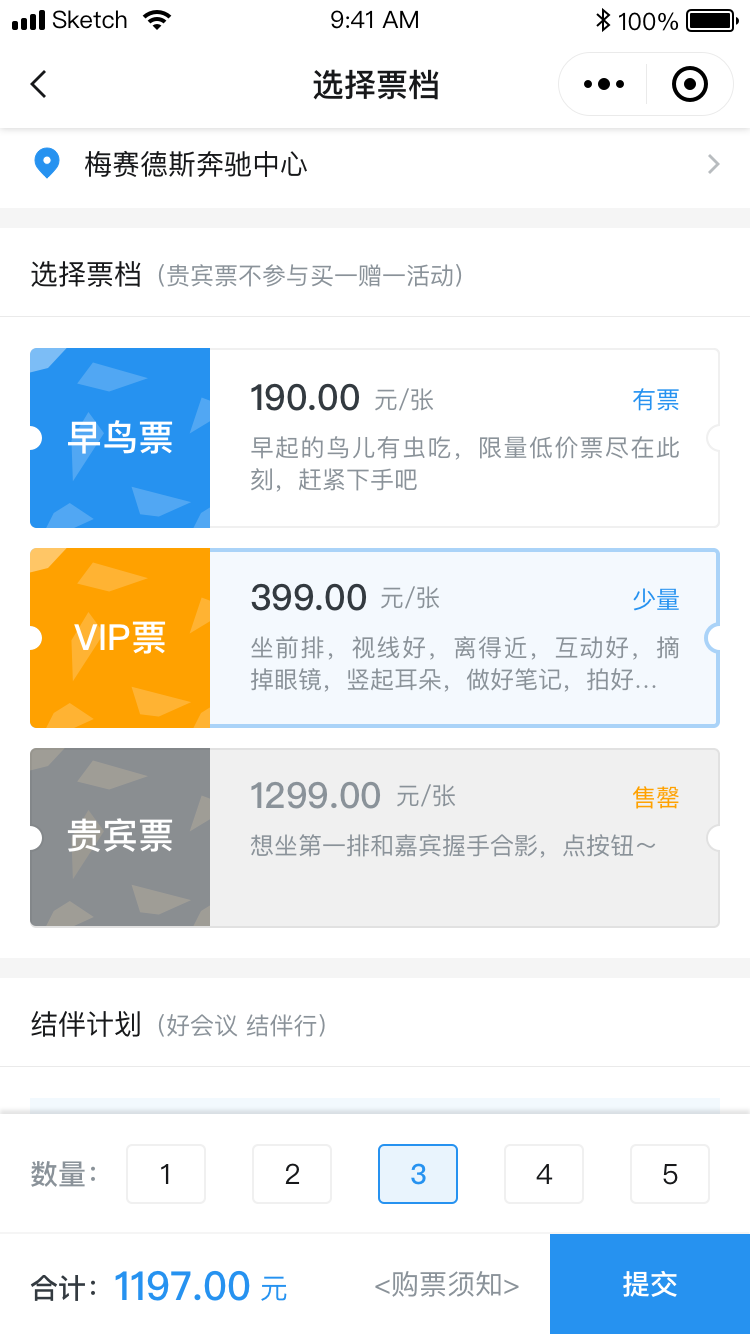 Sketch 9:41 AM 100%
选择票档
梅赛德斯奔驰中心
选择票档（贵宾票不参与买一赠一活动）
早鸟票
190.00 元/张 有票
早起的鸟儿有虫吃，限量低价票尽在此
刻，赶紧下手吧
VIP票
399.00 元/张 少量
坐前排，视线好，离得近，互动好，摘
掉眼镜，竖起耳朵，做好笔记，拍好...
贵宾票
1299.00 元/张 售罄
想坐第一排和嘉宾握手合影，点按钮～
结伴计划（好会议 结伴行）
数量： 1 2 3 4 5
合计：1197.00 元 <购票须知> 提交